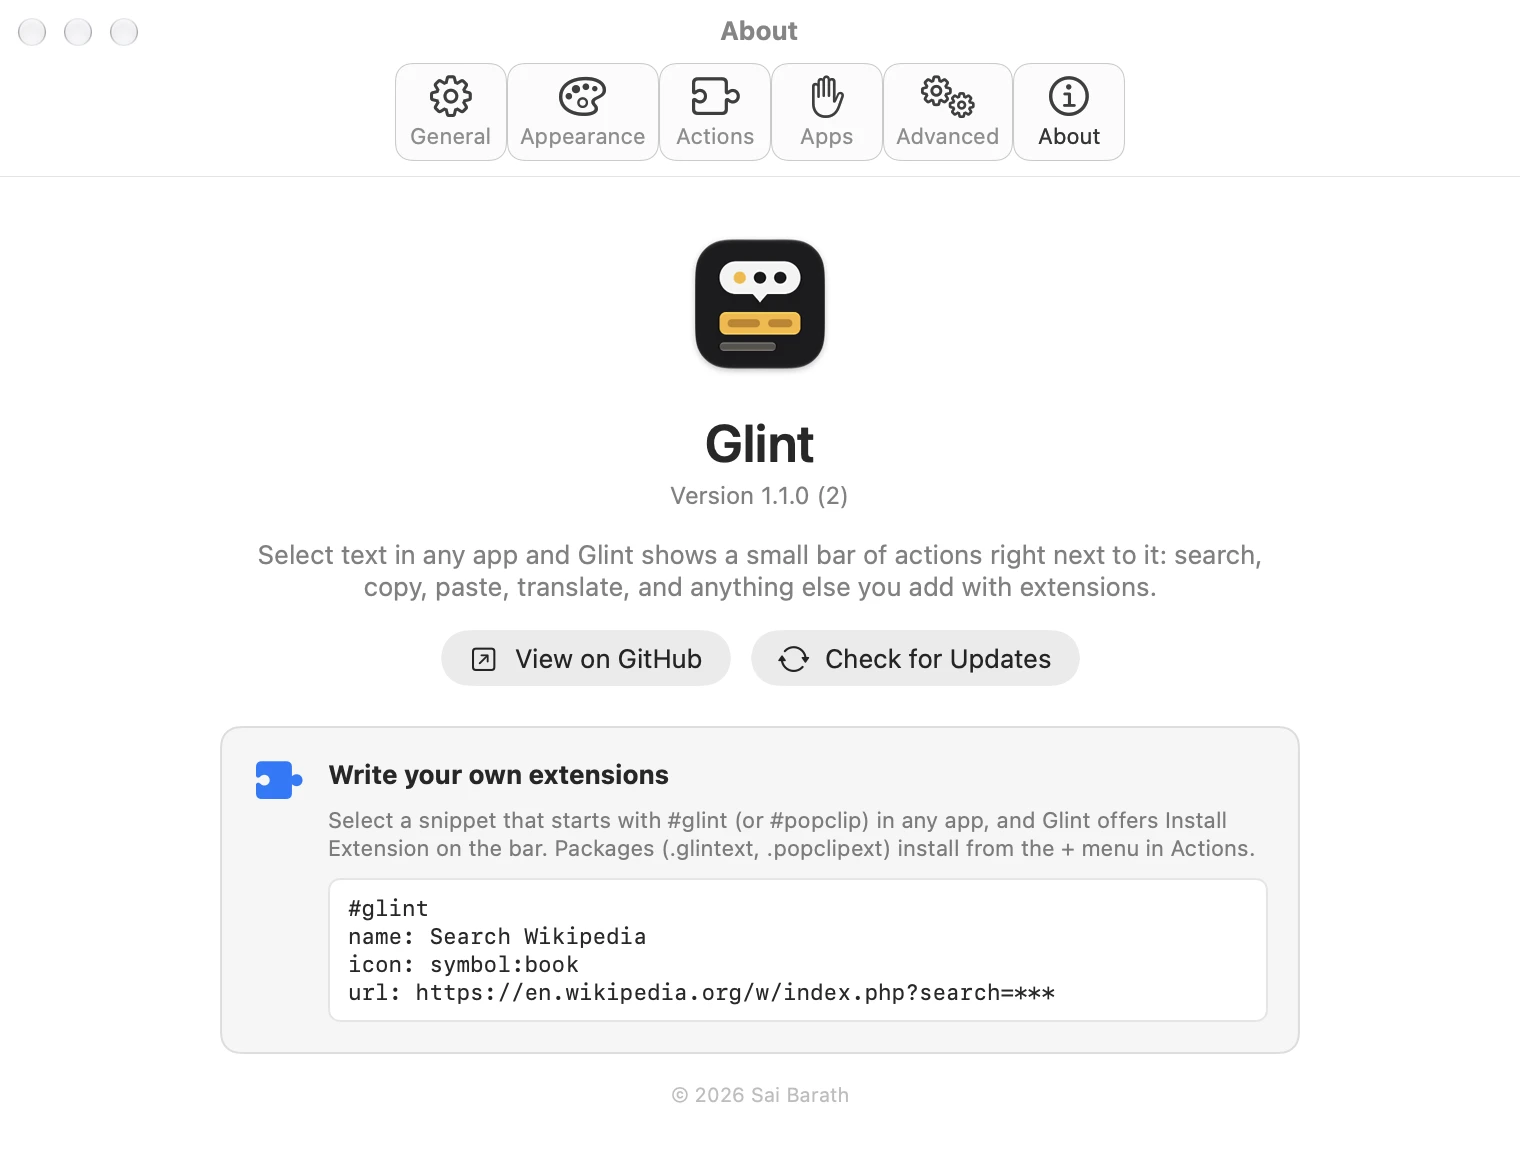 About
General
Appearance
Actions
Apps
Advanced
About
Glint
Version 1.1.0 (2)
Select text in any app and Glint shows a small bar of actions right next to it: search,
copy, paste, translate, and anything else you add with extensions.
View on GitHub
Check for Updates
Write your own extensions
Select a snippet that starts with #glint (or #popclip) in any app, and Glint offers Install
Extension on the bar. Packages (.glintext, .popclipext) install from the + menu in Actions.
#glint
name: Search Wikipedia
icon: symbol:book
url: https://en.wikipedia.org/w/index.php?search=***
© 2026 Sai Barath